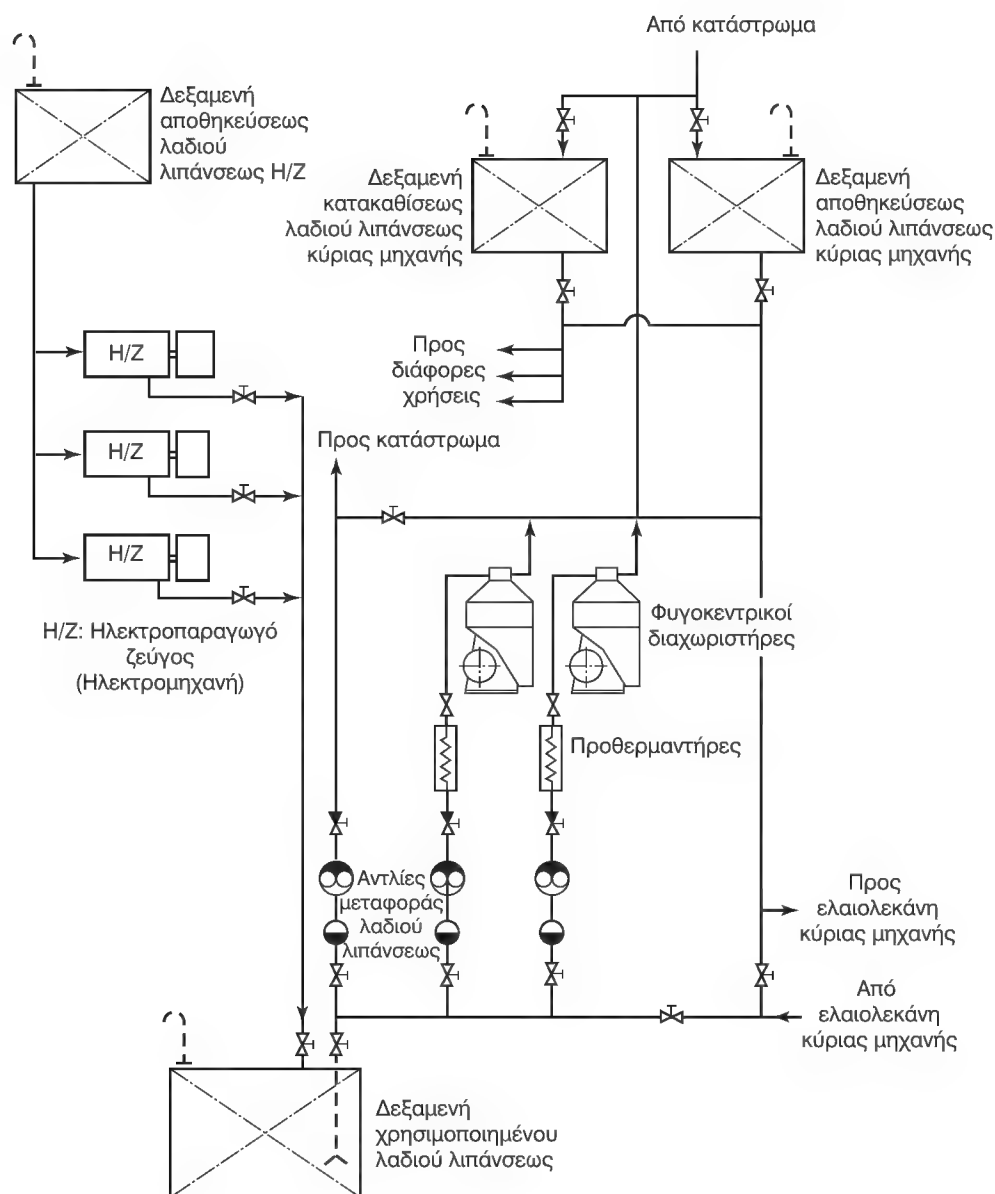 Από κατάστρωμα
Δεξαμενή
αποθηκεύσεως
λαδιού
λιπάνσεως Η/Ζ
Δεξαμενή
κατακαθίσεως
λαδιού λιπάνσεως
κύριας μηχανής
Δεξαμενή
αποθηκεύσεως
λαδιού λιπάνσεως
κύριας μηχανής
Η/Ζ
Προς
διάφορες
χρήσεις
Προς κατάστρωμα
Η/Ζ
Η/Ζ
Η/Ζ: Ηλεκτροπαραγωγό
ζεύγος
(Ηλεκτρομηχανή)
Φυγοκεντρικοί
διαχωριστήρες
Προθερμαντήρες
Αντλίες
μεταφοράς
λαδιού
λιπάνσεως
Προς
ελαιολεκάνη
κύριας μηχανής
Από
ελαιολεκάνη
κύριας μηχανής
Δεξαμενή
χρησιμοποιημένου
λαδιού λιπάνσεως